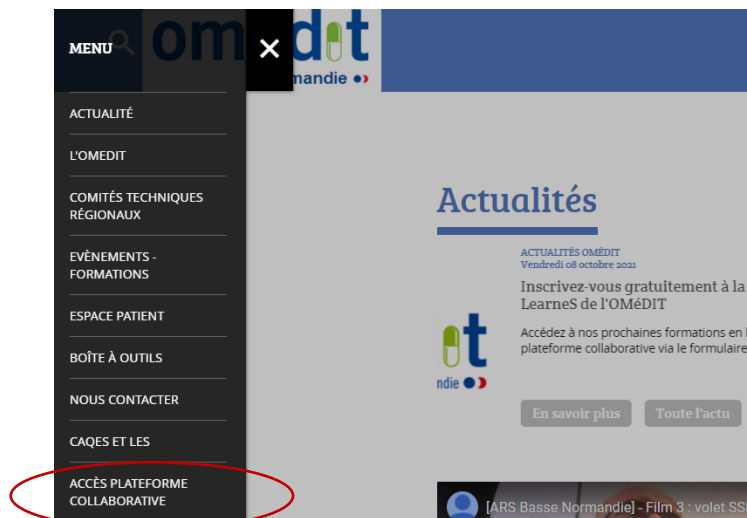 MENU
om dit
mandie
ACTUALITÉ
L'OMEDIT
COMITÉS TECHNIQUES
RÉGIONAUX
EVÈNEMENTS -
FORMATIONS
ESPACE PATIENT
BOÎTE À OUTILS
NOUS CONTACTER
CAQES ET LES
ACCÈS PLATEFORME
COLLABORATIVE
Actualités
ACTUALITÉS OMÉDIT
Vendredi 08 octobre 2021
Inscrivez-vous gratuitement à la
LearneS de l'OMéDIT
Accédez à nos prochaines formations en
plateforme collaborative via le formulaire
t
ndie
En savoir plus Toute l'actu
[ARS Basse Normandie] - Film 3 : volet